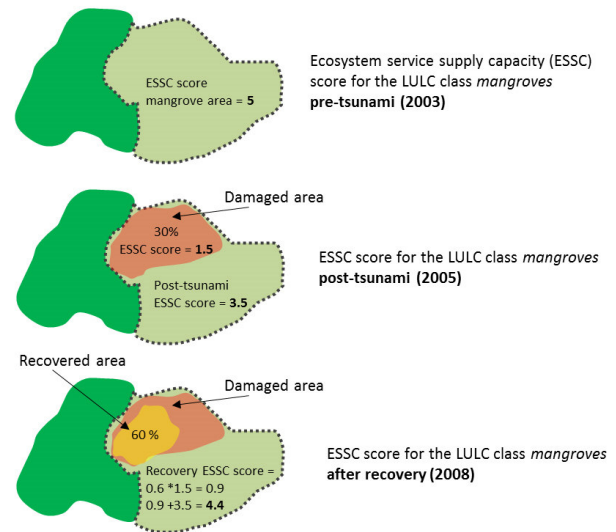 ESSC score
mangrove area = 5
Ecosystem service supply capacity (ESSC)
score for the LULC class mangroves
pre-tsunami (2003)
Damaged area
30%
ESSC score = 1.5
Post-tsunami
ESSC score = 3.5
ESSC score for the LULC class mangroves
post-tsunami (2005)
Recovered area
Damaged area
60 %
Recovery ESSC score =
0.6 *1.5 = 0.9
0.9 +3.5 = 4.4
ESSC score for the LULC class mangroves
after recovery (2008)